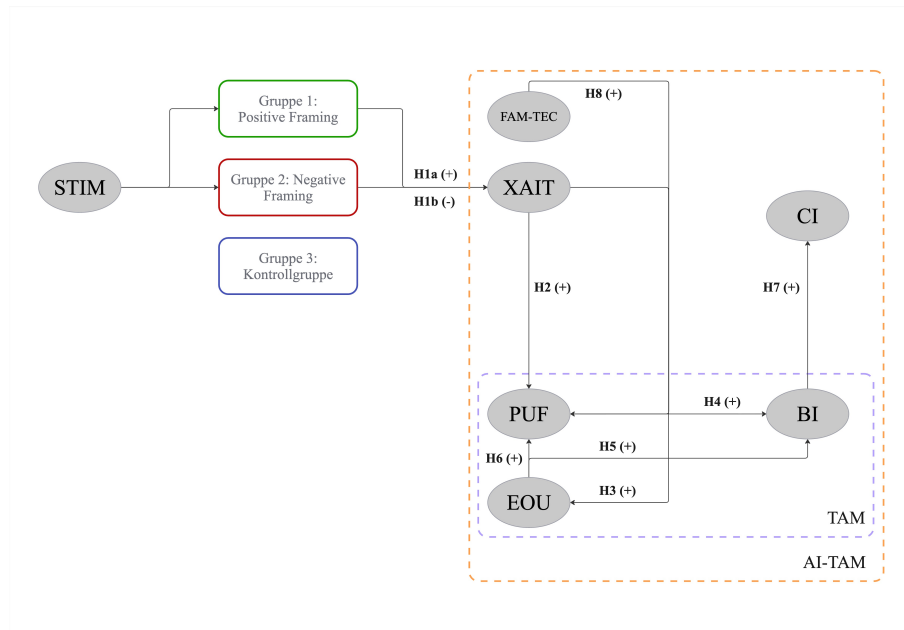 H8 (+)
Gruppe 1:
Positive Framing
FAM-TEC
STIM
Gruppe 2: Negative
Framing
H1a (+)
H1b (-)
XAIT
CI
Gruppe 3:
Kontrollgruppe
H2 (+)
H7 (+)
PUF
H4 (+)
BI
H6 (+)
H5 (+)
EOU
H3 (+)
TAM
AI-TAM